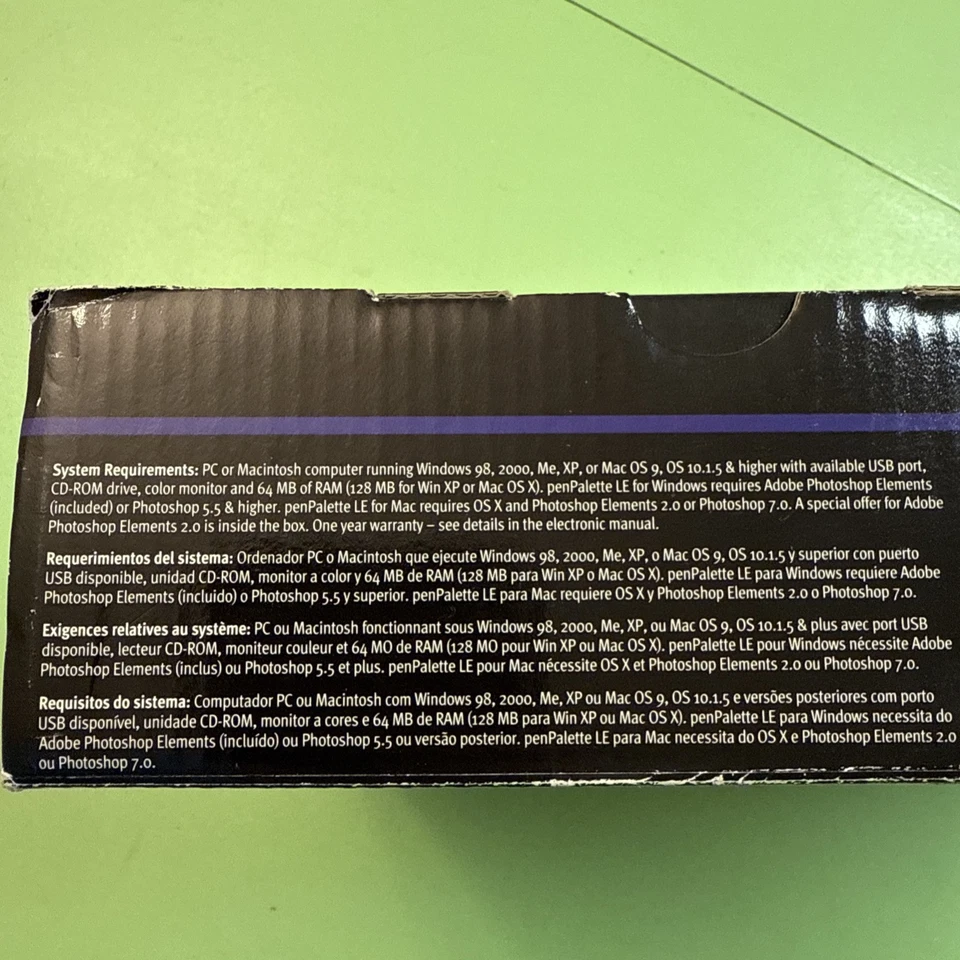 System Requirements: PC or Macintosh computer running Windows 98, 2000, Me, XP, or Mac OS 9, OS 10.1.5 & higher with available USB port,
CD-ROM drive, color monitor and 64 MB of RAM (128 MB for Win XP or Mac OS X). penPalette LE for Windows requires Adobe Photoshop Elements
(included) or Photoshop 5.5 & higher. penPalette LE for Mac requires OS X and Photoshop Elements 2.0 or Photoshop 7.0. A special offer for Adobe
Photoshop Elements 2.0 is inside the box. One year warranty – see details in the electronic manual.
Requerimientos del sistema: Ordenador PC o Macintosh que ejecute Windows 98, 2000, Me, XP, o Mac OS 9, OS 10.1.5 y superior con puerto
USB disponible, unidad CD-ROM, monitor a color y 64 MB de RAM (128 MB para Win XP o Mac OS X). penPalette LE para Windows requiere Adobe
Photoshop Elements (incluido) o Photoshop 5.5 y superior. penPalette LE para Mac requiere OS X y Photoshop Elements 2.0 o Photoshop 7.0.
Exigences relatives au système: PC ou Macintosh fonctionnant sous Windows 98, 2000, Me, XP, ou Mac OS 9, OS 10.1.5 & plus avec port USB
disponible, lecteur CD-ROM, moniteur couleur et 64 MO de RAM (128 MO pour Win XP ou Mac OS X). penPalette LE pour Windows nécessite Adobe
Photoshop Elements (inclus) ou Photoshop 5.5 et plus. penPalette LE pour Mac nécessite OS X et Photoshop Elements 2.0 ou Photoshop 7.0.
Requisitos do sistema: Computador PC ou Macintosh com Windows 98, 2000, Me, XP ou Mac OS 9, OS 10.1.5 e versões posteriores com porto
USB disponível, unidade CD-ROM, monitor a cores e 64 MB de RAM (128 MB para Win XP ou Mac OS X). penPalette LE para Windows necessita do
Adobe Photoshop Elements (incluído) ou Photoshop 5.5 ou versão posterior. penPalette LE para Mac necessita do OS X e Photoshop Elements 2.0
ou Photoshop 7.0.